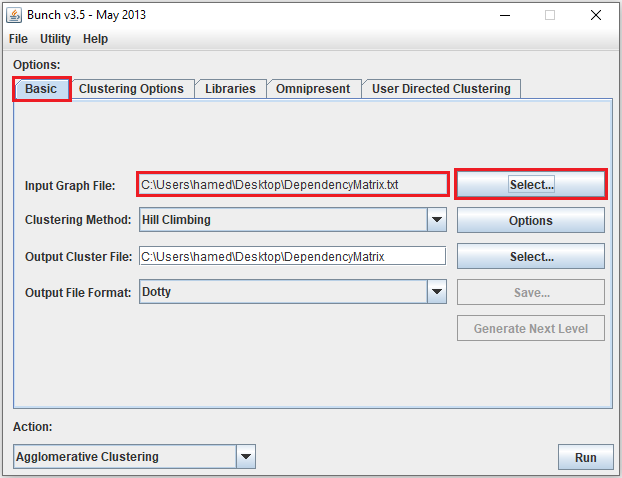 Bunch v3.5 - May 2013
File Utility Help
Options:
Basic Clustering Options Libraries Omnipresent User Directed Clustering
Input Graph File: C:\Users\hamed\Desktop\DependencyMatrix.txt Select...
Clustering Method: Hill Climbing Options
Output Cluster File: C:\Users\hamed\Desktop\DependencyMatrix Select...
Output File Format: Dotty Save...
Generate Next Level
Action:
Agglomerative Clustering Run